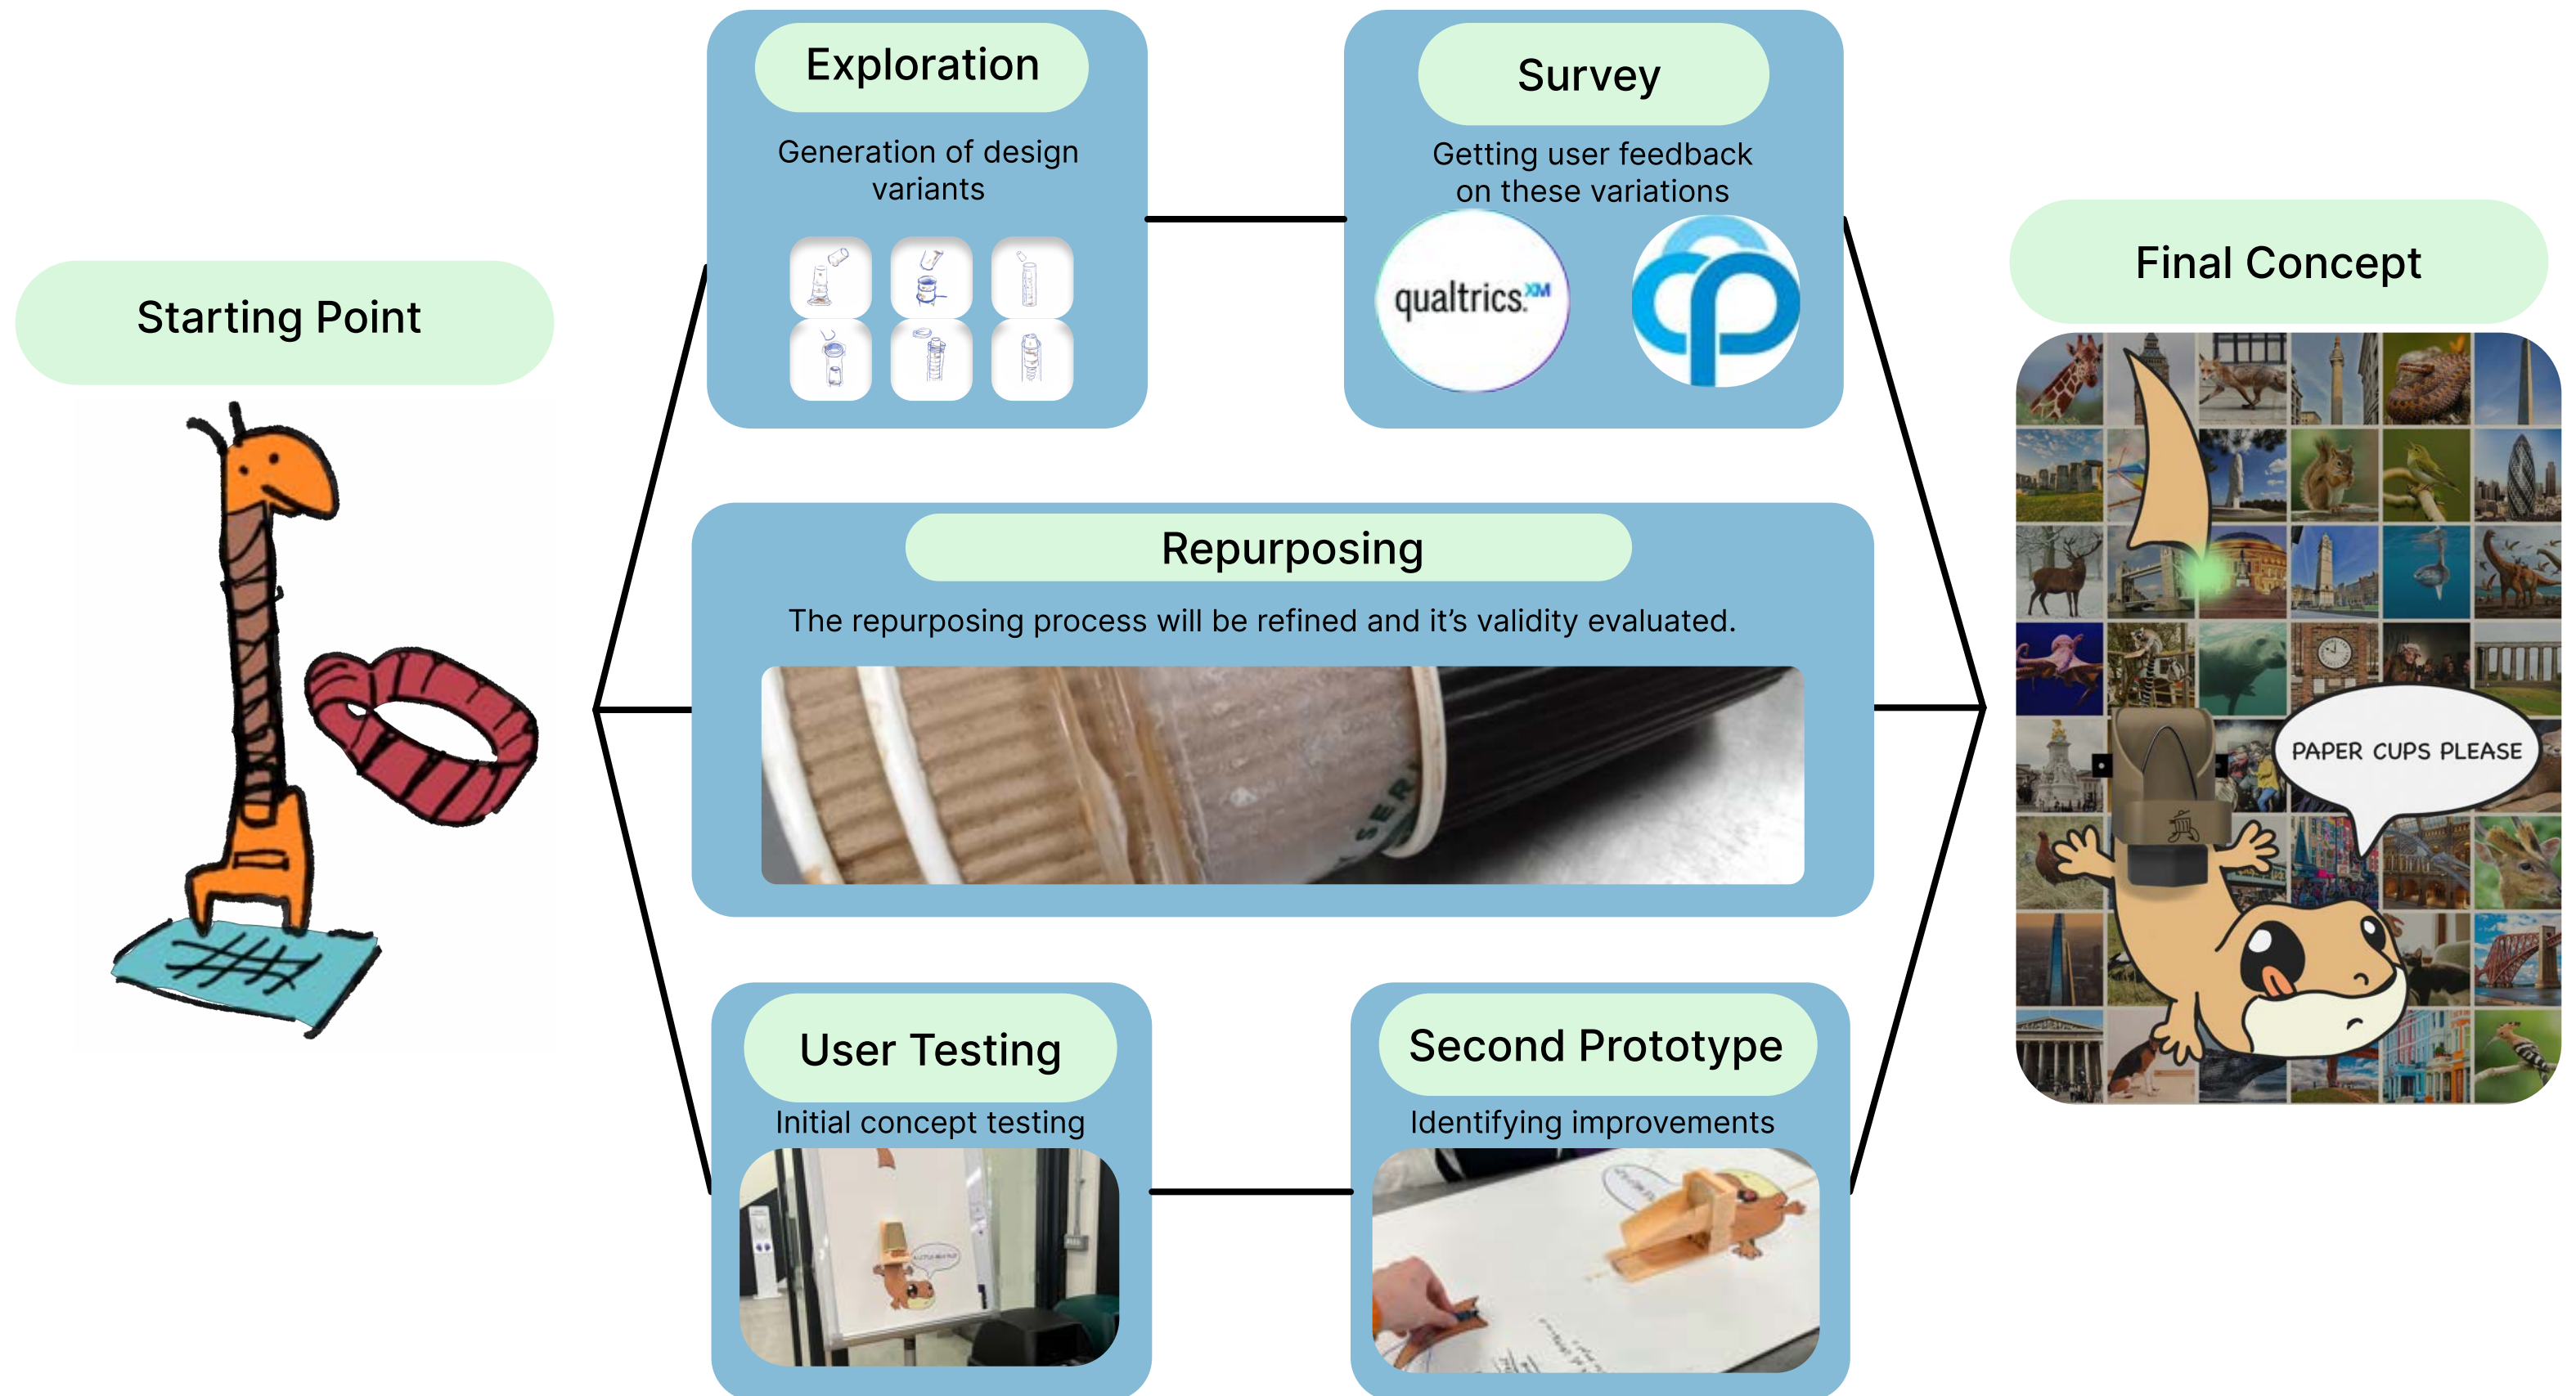 Starting Point
Exploration
Generation of design
variants
Survey
Getting user feedback
on these variations
qualtrics.XM
Repurposing
The repurposing process will be refined and it’s validity evaluated.
SER
User Testing
Initial concept testing
Second Prototype
Identifying improvements
Final Concept
PAPER CUPS PLEASE